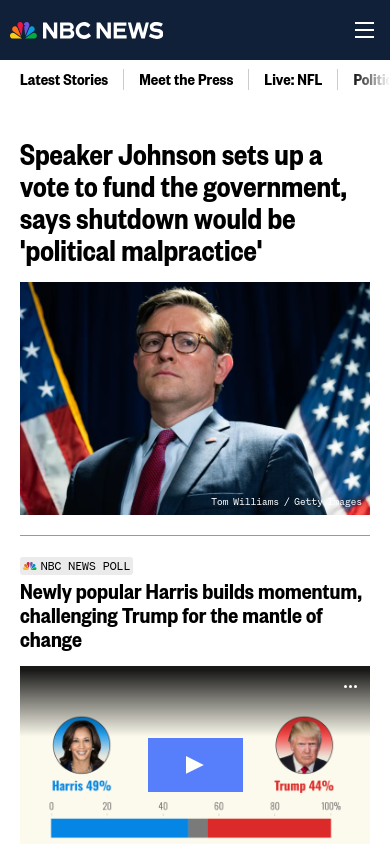 NBC NEWS
Latest Stories
Meet the Press
Live: NFL
Politic
Speaker Johnson sets up a
vote to fund the government,
says shutdown would be
'political malpractice'
Tom Williams / Getty Images
NBC NEWS POLL
Newly popular Harris builds momentum,
challenging Trump for the mantle of
change
Harris 49%
Trump 44%
0 20 40 60 80 100%